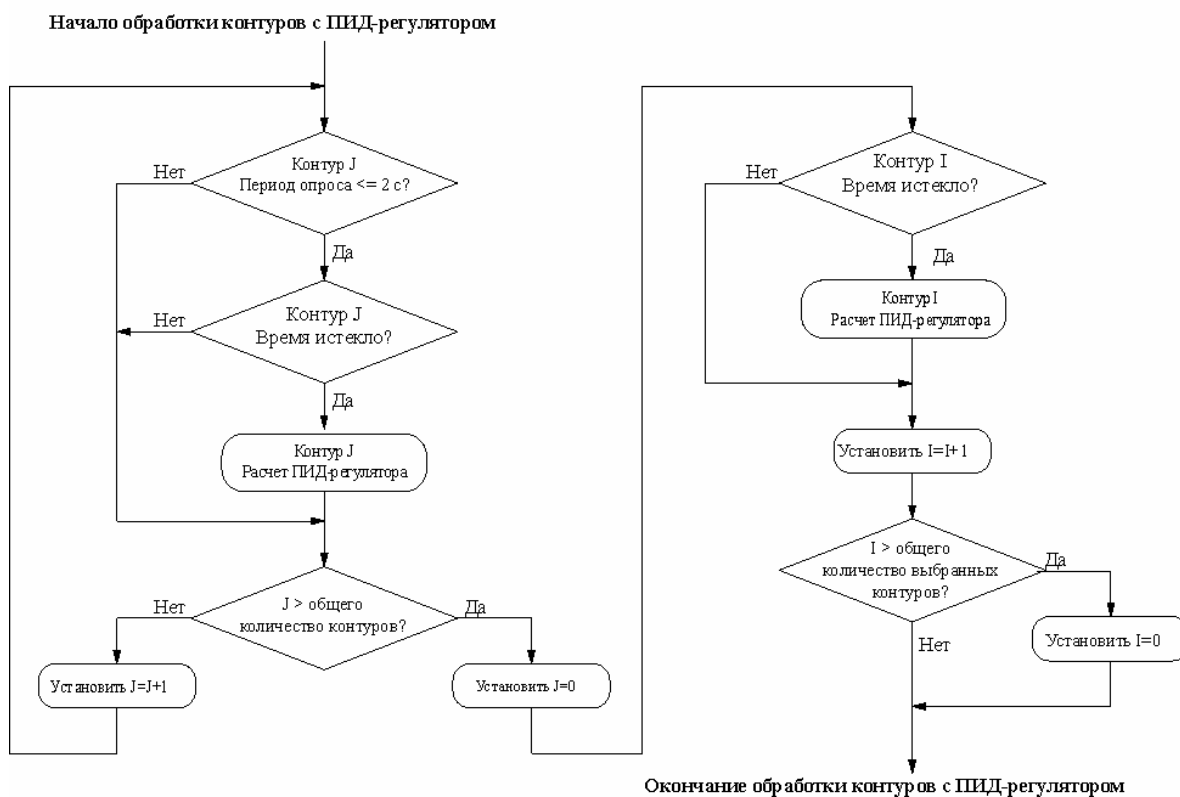 Начало обработки контуров с ПИД-регулятором
Контур J
Период опроса <= 2 с?
Нет
Да
Контур J
Время истекло?
Нет
Да
Контур J
Расчет ПИД-регулятора
J > общего
количество контуров?
Нет
Да
Установить J=J+1
Установить J=0
Контур I
Время истекло?
Нет
Да
Контур I
Расчет ПИД-регулятора
Установить I=I+1
I > общего
количество выбранных
контуров?
Да
Нет
Установить I=0
Окончание обработки контуров с ПИД-регулятором